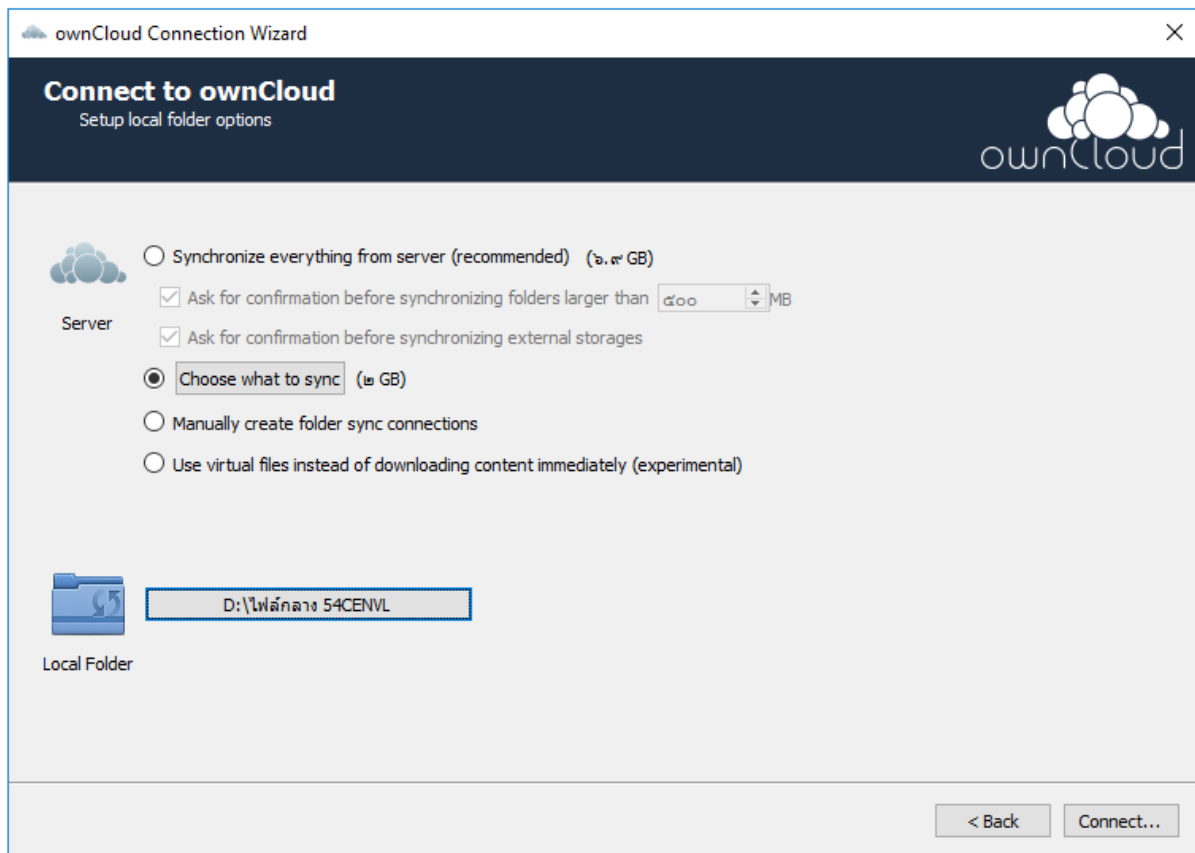 ownCloud Connection Wizard
Connect to ownCloud
Setup local folder options
ownCloud
Synchronize everything from server (recommended) (๖.๙ GB)
Ask for confirmation before synchronizing folders larger than ๕๐๐ MB
Server
Ask for confirmation before synchronizing external storages
Choose what to sync (๒ GB)
Manually create folder sync connections
Use virtual files instead of downloading content immediately (experimental)
D:\ไฟล์กลาง 54CENVL
Local Folder
< Back Connect...